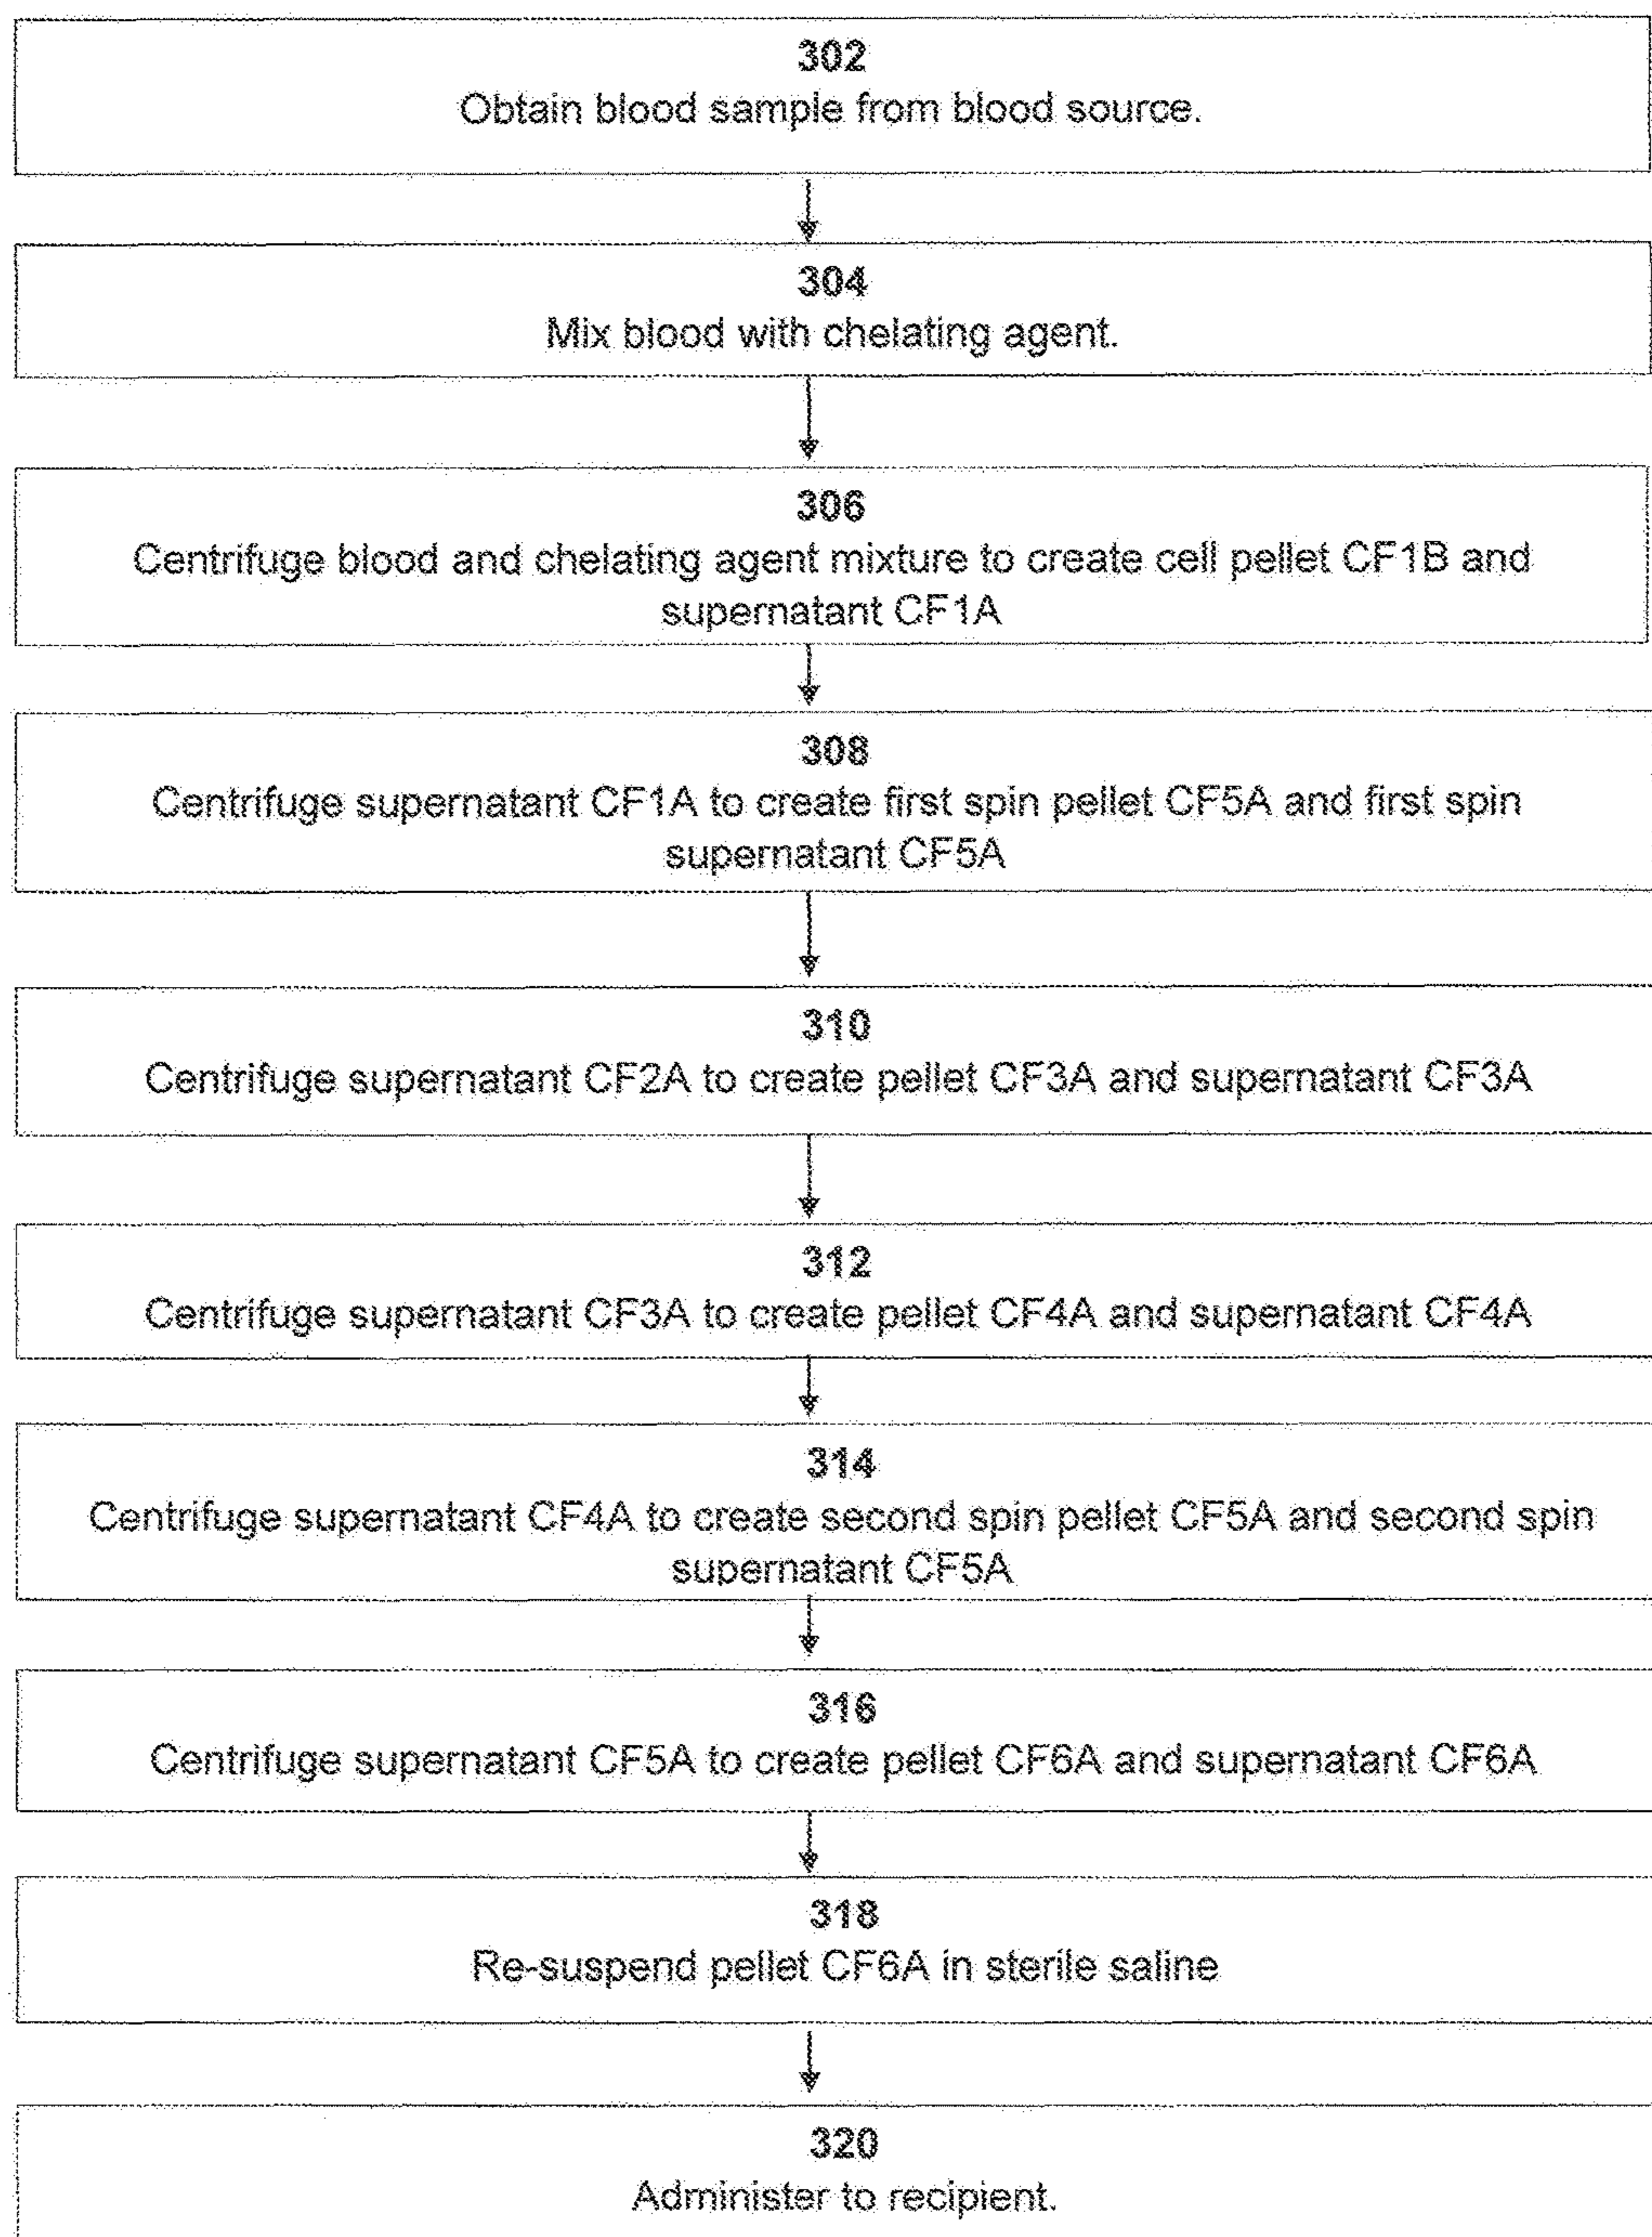 302
Obtain blood sample from blood source.
304
Mix blood with chelating agent.
306
Centrifuge blood and chelating agent mixture to create cell pellet CF1B and
supernatant CF1A
308
Centrifuge supernatant CF1A to create first spin pellet CF5A and first spin
supernatant CF5A
310
Centrifuge supernatant CF2A to create pellet CF3A and supernatant CF3A
312
Centrifuge supernatant CF3A to create pellet CF4A and supernatant CF4A
314
Centrifuge supernatant CF4A to create second spin pellet CF5A and second spin
supernatant CF5A
316
Centrifuge supernatant CF5A to create pellet CF6A and supernatant CF6A
318
Re-suspend pellet CF6A in sterile saline
320
Administer to recipient.